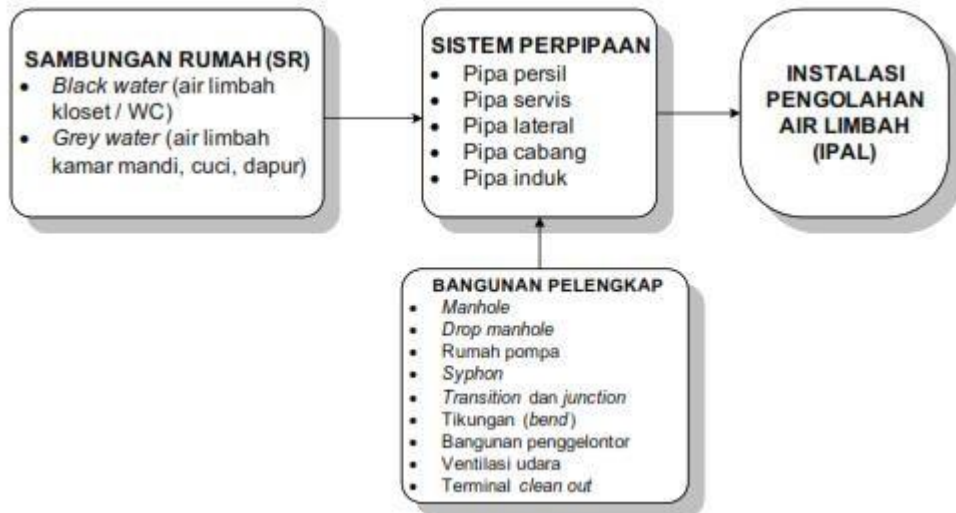 SAMBUNGAN RUMAH (SR)
• Black water (air limbah
kloset / WC)
• Grey water (air limbah
kamar mandi, cuci, dapur)
SISTEM PERPIPAAN
• Pipa persil
• Pipa servis
• Pipa lateral
• Pipa cabang
• Pipa induk
INSTALASI
PENGOLAHAN
AIR LIMBAH
(IPAL)
BANGUNAN PELENGKAP
• Manhole
• Drop manhole
• Rumah pompa
• Syphon
• Transition dan junction
• Tikungan (bend)
• Bangunan penggelontor
• Ventilasi udara
• Terminal clean out